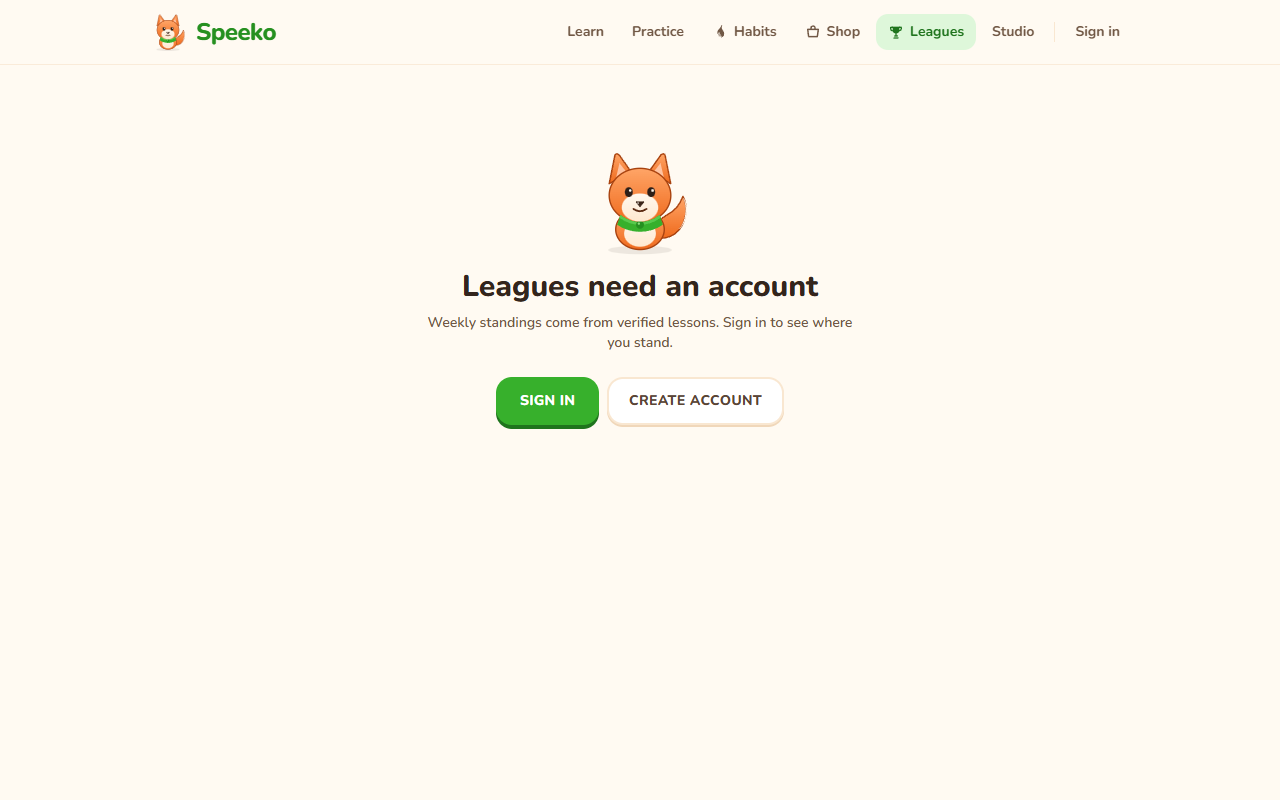 Speeko
Learn
Practice
Habits
Shop
Leagues
Studio
Sign in
Leagues need an account
Weekly standings come from verified lessons. Sign in to see where
you stand.
SIGN IN
CREATE ACCOUNT